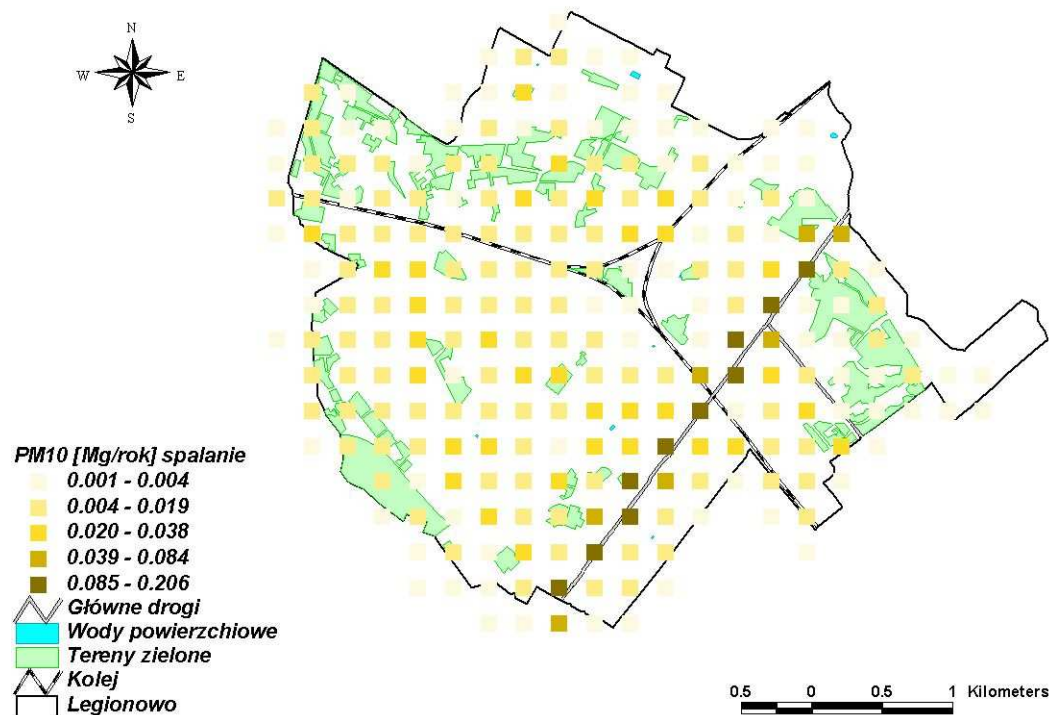 N
W E
S
PM10 [Mg/rok] spalanie
0.001 - 0.004
0.004 - 0.019
0.020 - 0.038
0.039 - 0.084
0.085 - 0.206
Główne drogi
Wody powierzchiowe
Tereny zielone
Kolej
Legionowo
0.5 0 0.5 1 Kilometers